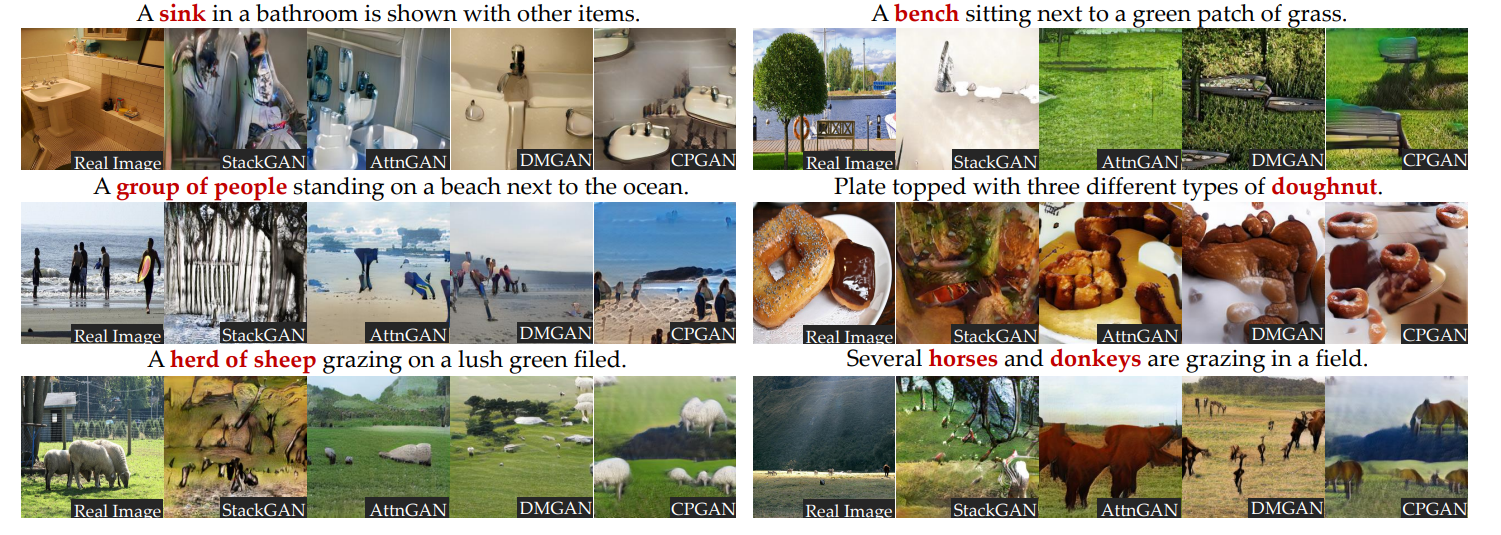 A sink in a bathroom is shown with other items.
Real Image
StackGAN
AttnGAN
DMGAN
CPGAN
A bench sitting next to a green patch of grass.
Real Image
StackGAN
AttnGAN
DMGAN
CPGAN
A group of people standing on a beach next to the ocean.
Real Image
StackGAN
AttnGAN
DMGAN
CPGAN
Plate topped with three different types of doughnut.
Real Image
StackGAN
AttnGAN
DMGAN
CPGAN
A herd of sheep grazing on a lush green filed.
Real Image
StackGAN
AttnGAN
DMGAN
CPGAN
Several horses and donkeys are grazing in a field.
Real Image
StackGAN
AttnGAN
DMGAN
CPGAN